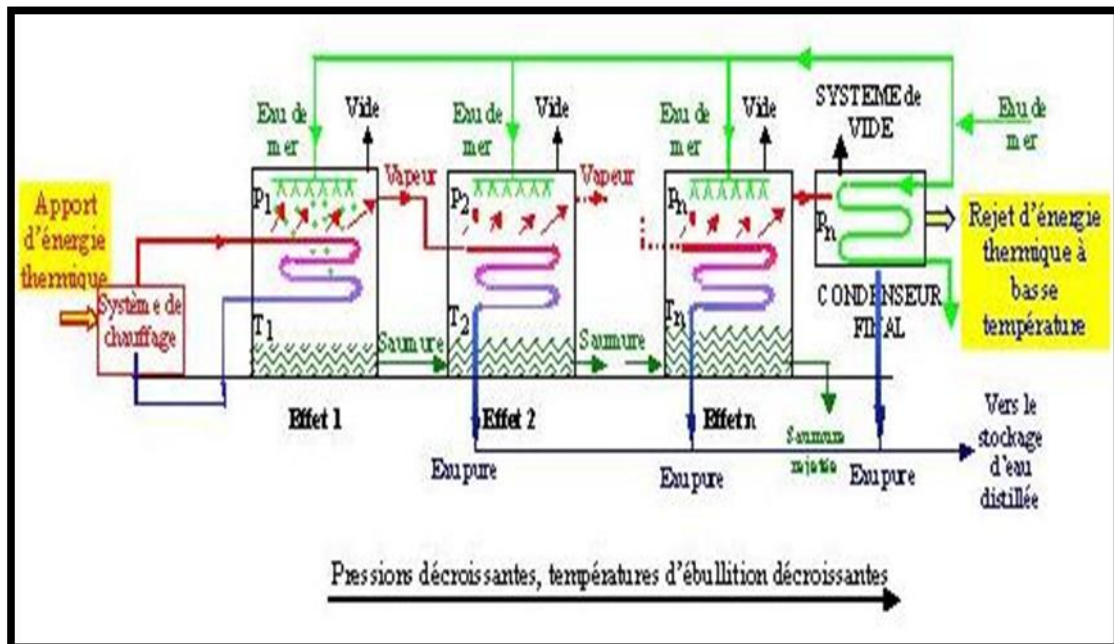 Eau de
mer
Vide
Eau de
mer
Vide
Eau de
mer
Vide
SYSTEME de
VIDE
Eau de
mer
Apport
d'énergie
thermique
Système de
chauffage
P1
Vapeur
P2
Vapeur
Pn
Pn
Rejet d'énergie
thermique à
basse
température
CONDENSEUR
FINAL
T1
Saumure
T2
Saumure
Tn
Effet 1
Effet 2
Effet n
Saumure
rejetée
Eau pure
Eau pure
Eau pure
Vers le
stockage
d'eau
distillée
Pressions décroissantes, températures d'ébullition décroissantes